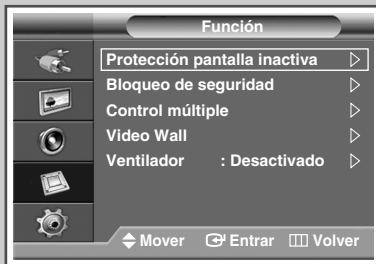 Función
Protección pantalla inactiva
Bloqueo de seguridad
Control múltiple
Video Wall
Ventilador : Desactivado
Mover Entrar Volver